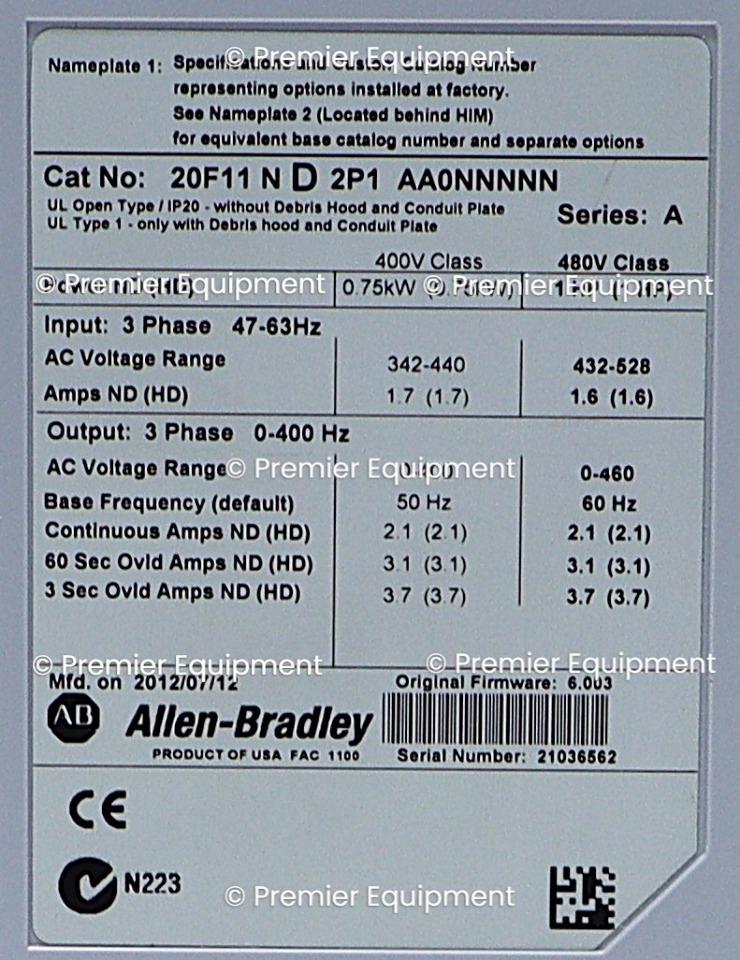 © Premier Equipment
Nameplate 1: Specifications and Custom Catalog Number
representing options installed at factory.
See Nameplate 2 (Located behind HIM)
for equivalent base catalog number and separate options
Cat No: 20F11 N D 2P1 AA0NNNNN
UL Open Type / IP20 - without Debris Hood and Conduit Plate
UL Type 1 - only with Debris hood and Conduit Plate
Series: A
400V Class 480V Class
© Premier Equipment © Premier Equipment
Power ND (HD) 0.75kW
Input: 3 Phase 47-63Hz
AC Voltage Range 342-440 432-528
Amps ND (HD) 1.7 (1.7) 1.6 (1.6)
Output: 3 Phase 0-400 Hz
AC Voltage Range 0-460
© Premier Equipment
Base Frequency (default) 50 Hz 60 Hz
Continuous Amps ND (HD) 2.1 (2.1) 2.1 (2.1)
60 Sec Ovld Amps ND (HD) 3.1 (3.1) 3.1 (3.1)
3 Sec Ovld Amps ND (HD) 3.7 (3.7) 3.7 (3.7)
© Premier Equipment © Premier Equipment
Mfd. on 2012/07/12 Original Firmware: 6.003
AB Allen-Bradley
PRODUCT OF USA FAC 1100 Serial Number: 21036562
CE
N223
© Premier Equipment